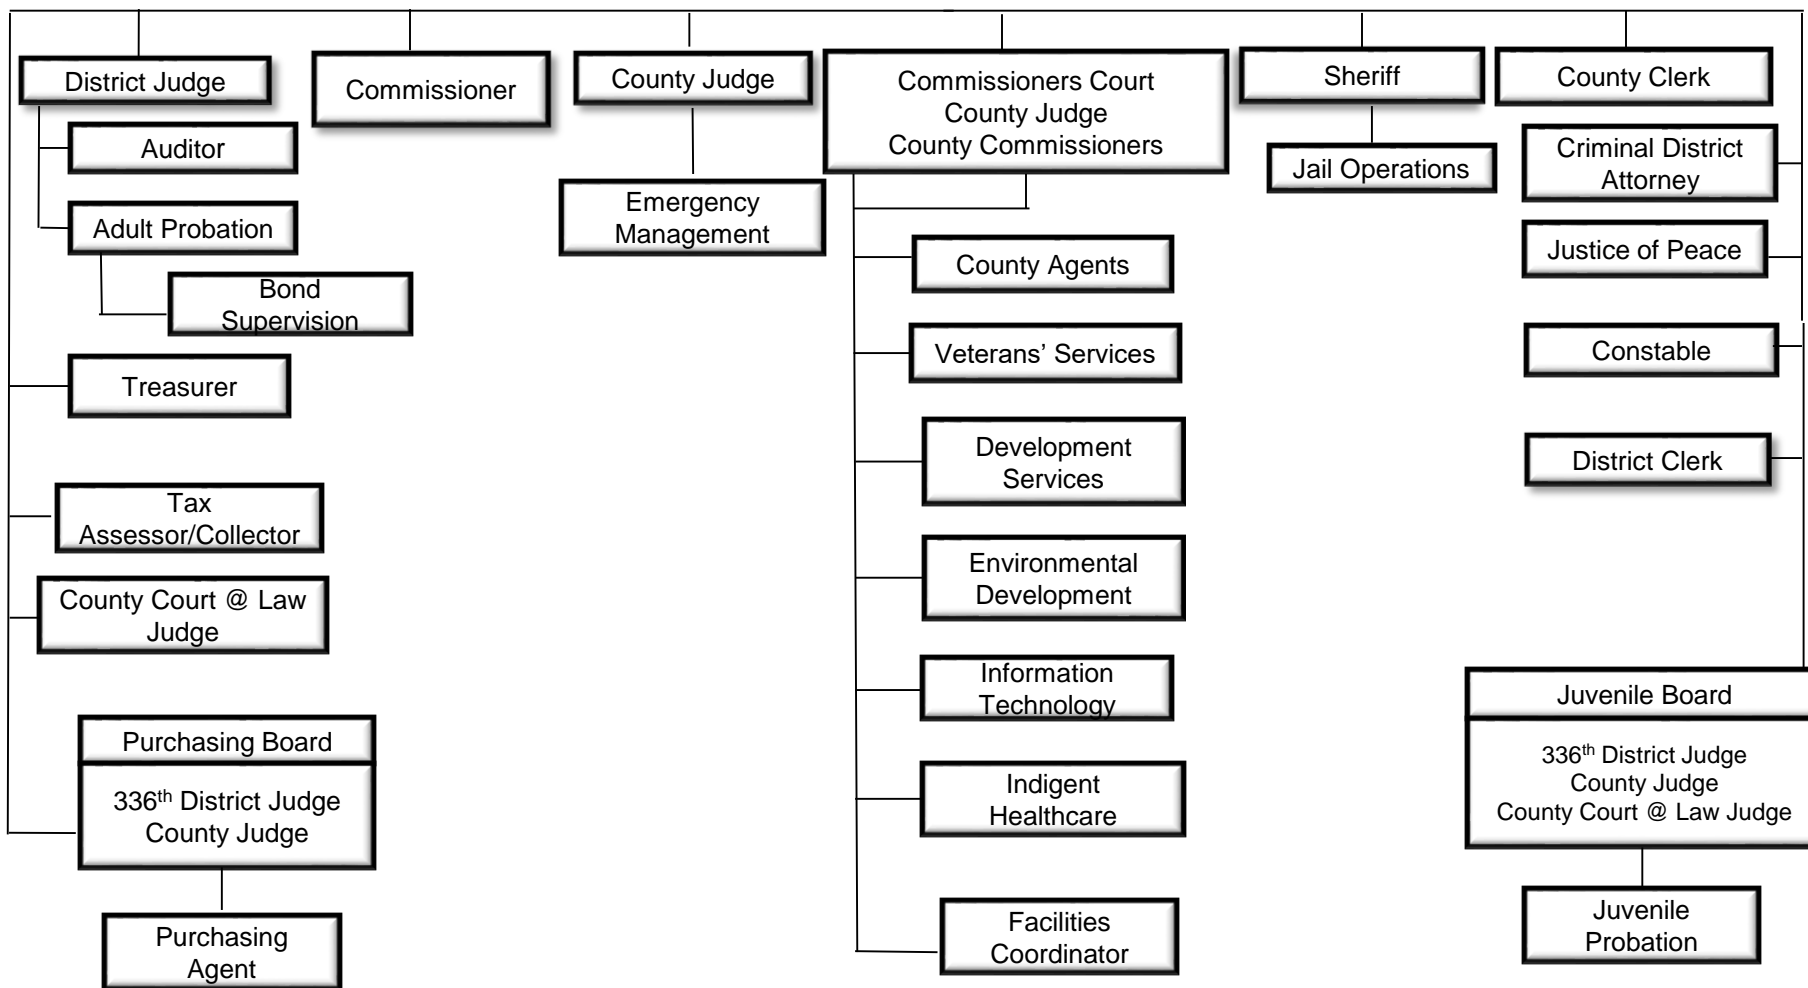 District Judge
Commissioner
County Judge
Commissioners Court
County Judge
County Commissioners
Sheriff
County Clerk
Auditor
Adult Probation
Bond
Supervision
Treasurer
Tax
Assessor/Collector
County Court @ Law
Judge
Purchasing Board
336th District Judge
County Judge
Purchasing
Agent
Emergency
Management
County Agents
Veterans’ Services
Development
Services
Environmental
Development
Information
Technology
Indigent
Healthcare
Facilities
Coordinator
Jail Operations
Criminal District
Attorney
Justice of Peace
Constable
District Clerk
Juvenile Board
336th District Judge
County Judge
County Court @ Law Judge
Juvenile
Probation